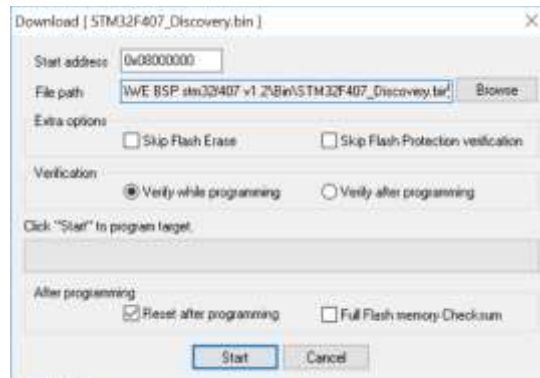 Download [ STM32F407_Discovery.bin ]
Start address 0x08000000
File path \WE BSP stm32f407 v1.2\Bin\STM32F407_Discovery.bin Browse
Extra options
Skip Flash Erase Skip Flash Protection verification
Verification
Verify while programming Verify after programming
Click "Start" to program target.
After programming
Reset after programming Full Flash memory Checksum
Start Cancel